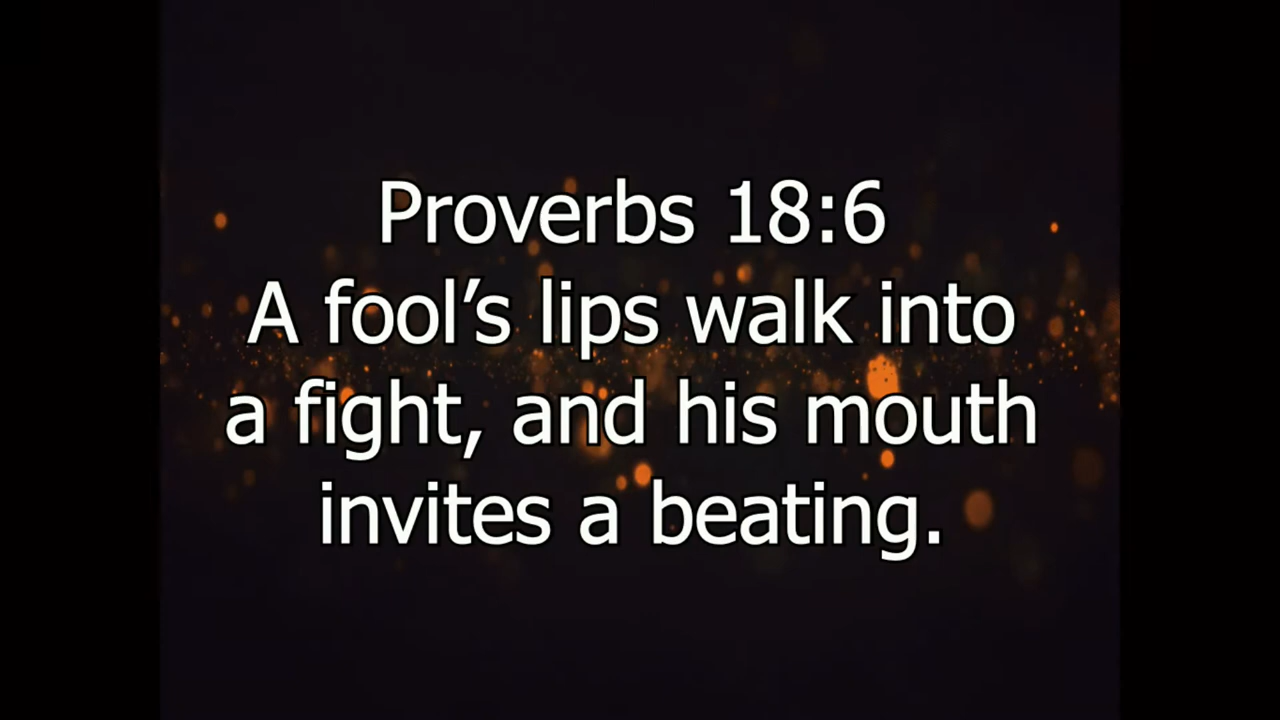 Proverbs 18:6
A fool’s lips walk into
a fight, and his mouth
invites a beating.